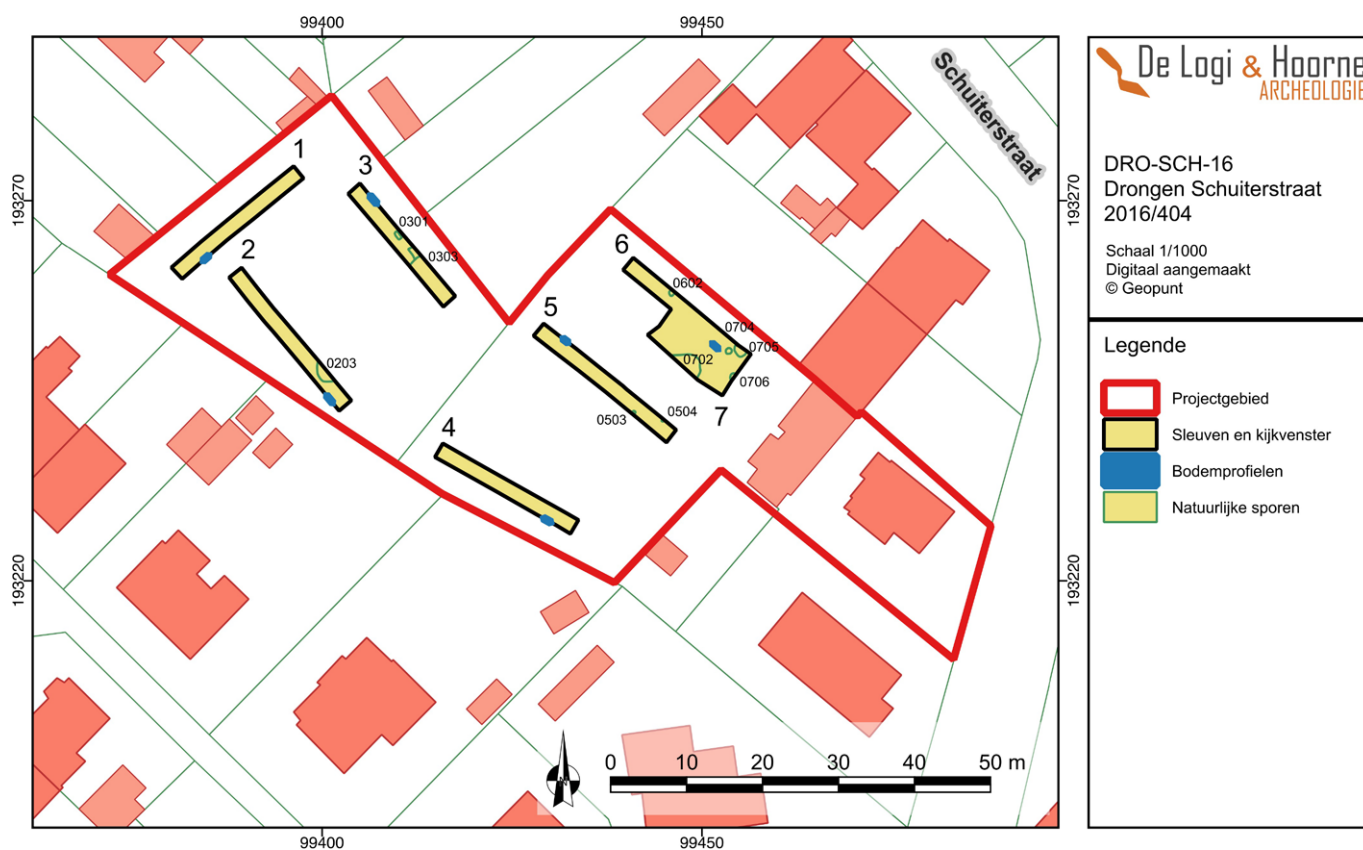 99400
99450
193270
193220
193270
193220
99400
99450
Schuiterstraat
1
2
3
0301
0303
0203
4
5
0503
0504
6
0602
0704
0705
0702
0706
7
N
0 10 20 30 40 50 m
De Logi & Hoorne
ARCHEOLOGIE
DRO-SCH-16
Drongen Schuiterstraat
2016/404
Schaal 1/1000
Digitaal aangemaakt
© Geopunt
Legende
Projectgebied
Sleuven en kijkvenster
Bodemprofielen
Natuurlijke sporen